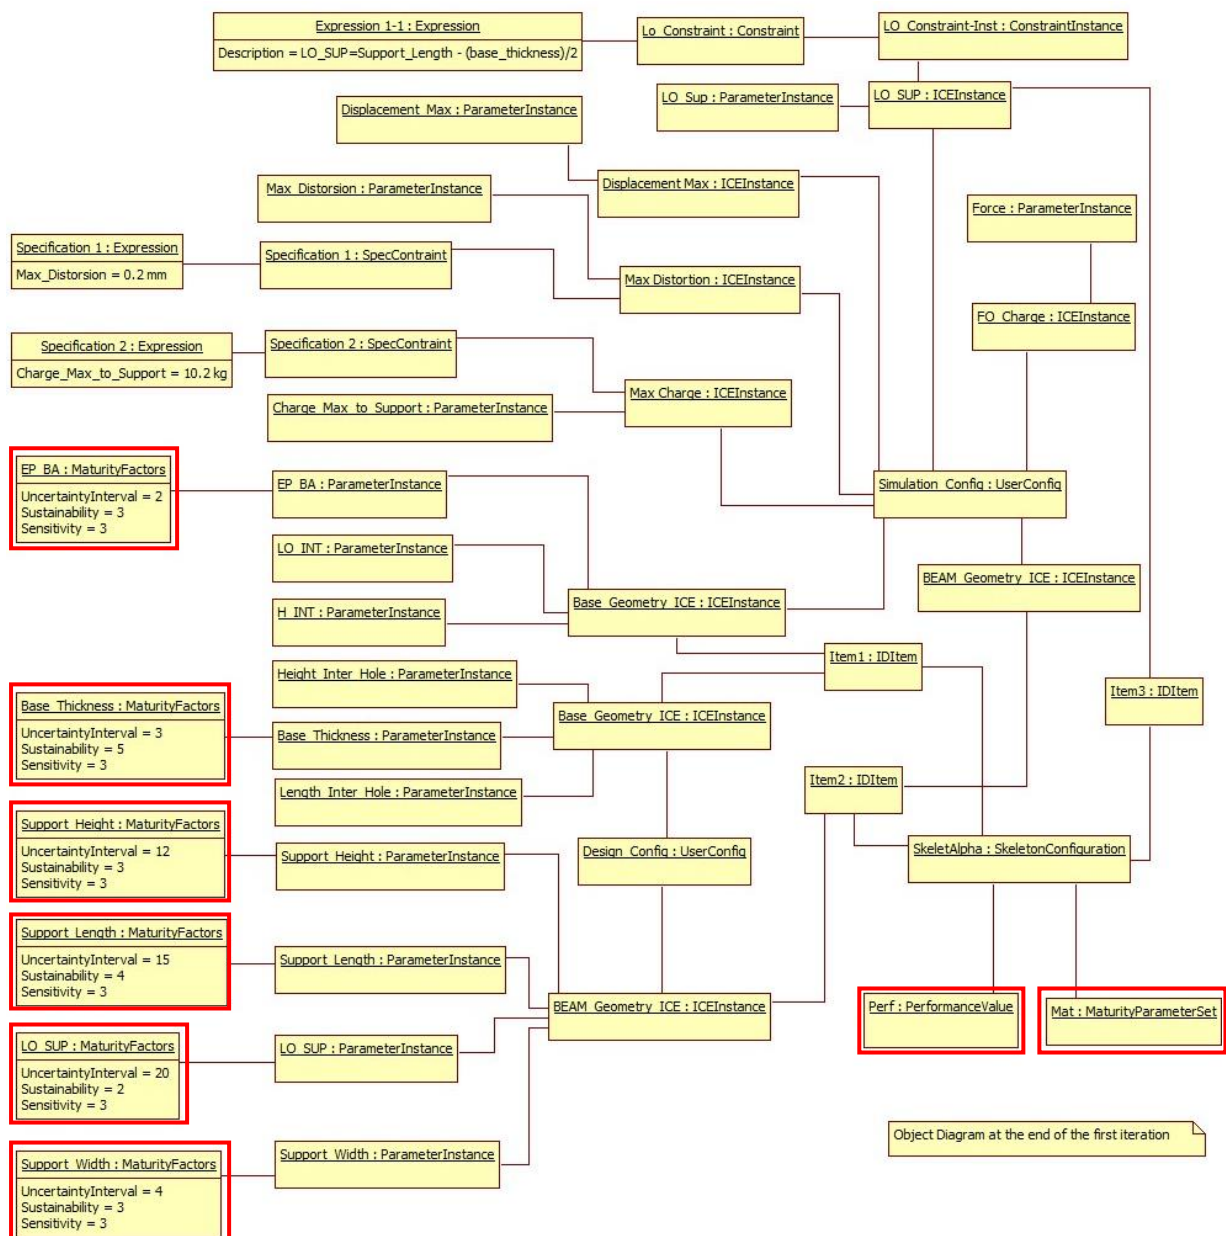 Expression 1-1 : Expression
Description = LO_SUP=Support_Length - (base_thickness)/2
Lo_Constraint : Constraint
LO_Constraint-Inst : ConstraintInstance
LO_Sup : ParameterInstance
LO_SUP : ICEInstance
Displacement_Max : ParameterInstance
Max_Distorsion : ParameterInstance
Displacement Max : ICEInstance
Force : ParameterInstance
Specification 1 : Expression
Max_Distorsion = 0.2 mm
Specification 1 : SpecContraint
Max Distortion : ICEInstance
FO_Charge : ICEInstance
Specification 2 : Expression
Charge_Max_to_Support = 10.2 kg
Specification 2 : SpecContraint
Max Charge : ICEInstance
Charge_Max_to_Support : ParameterInstance
EP_BA : MaturityFactors
UncertaintyInterval = 2
Sustainability = 3
Sensitivity = 3
EP_BA : ParameterInstance
Simulation_Config : UserConfig
LO_INT : ParameterInstance
BEAM_Geometry_ICE : ICEInstance
H_INT : ParameterInstance
Base_Geometry_ICE : ICEInstance
Item1 : IDItem
Height_Inter_Hole : ParameterInstance
Item3 : IDItem
Base_Thickness : MaturityFactors
UncertaintyInterval = 3
Sustainability = 5
Sensitivity = 3
Base_Thickness : ParameterInstance
Base_Geometry_ICE : ICEInstance
Length_Inter_Hole : ParameterInstance
Item2 : IDItem
Support_Height : MaturityFactors
UncertaintyInterval = 12
Sustainability = 3
Sensitivity = 3
Support_Height : ParameterInstance
Design_Config : UserConfig
SkeletAlpha : SkeletonConfiguration
Support_Length : MaturityFactors
UncertaintyInterval = 15
Sustainability = 4
Sensitivity = 3
Support_Length : ParameterInstance
BEAM_Geometry_ICE : ICEInstance
Perf : PerformanceValue
Mat : MaturityParameterSet
LO_SUP : MaturityFactors
UncertaintyInterval = 20
Sustainability = 2
Sensitivity = 3
LO_SUP : ParameterInstance
Object Diagram at the end of the first iteration
Support_Width : MaturityFactors
UncertaintyInterval = 4
Sustainability = 3
Sensitivity = 3
Support_Width : ParameterInstance